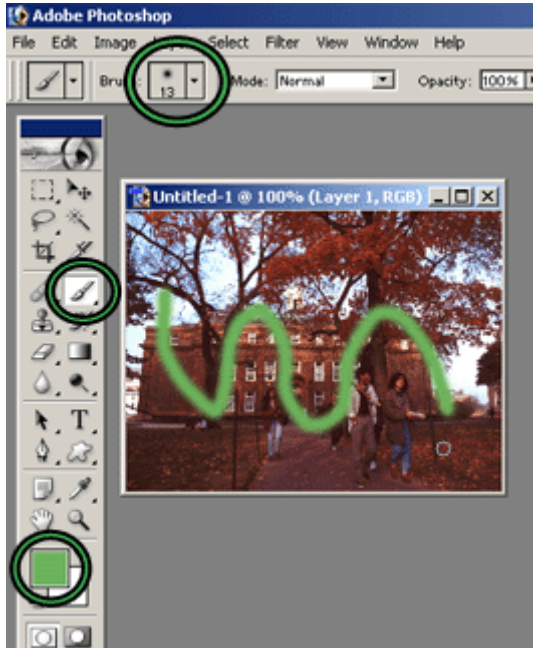 Adobe Photoshop
File Edit Image Select Filter View Window Help
Mode: Normal Opacity: 100%
13
Untitled-1 @ 100% (Layer 1, RGB)
T